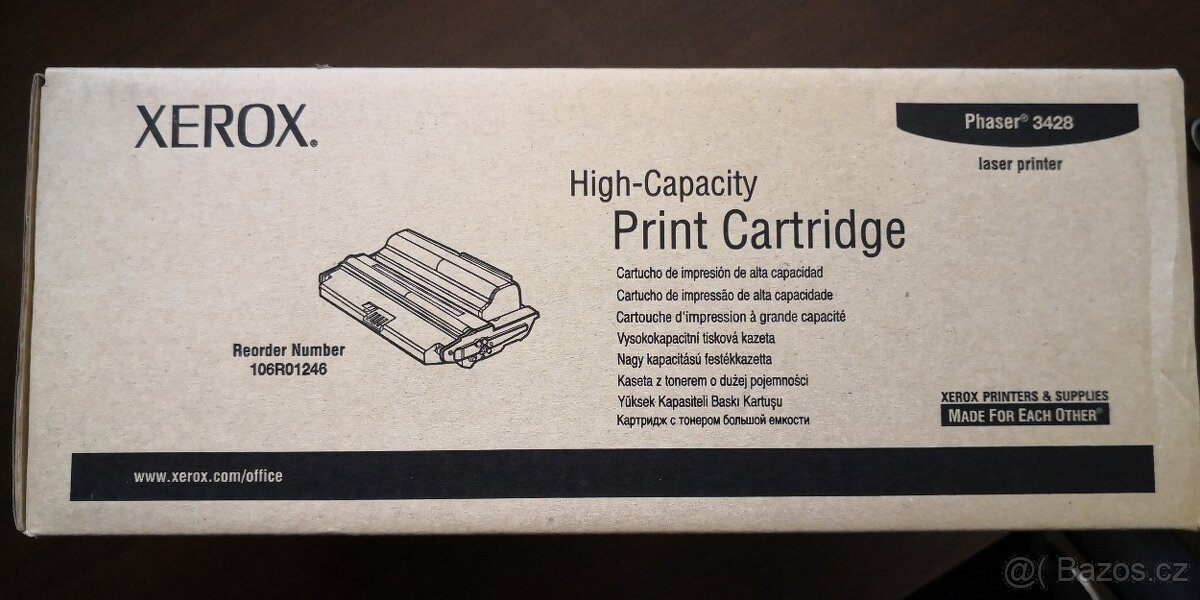 XEROX.
Phaser® 3428
laser printer
High-Capacity
Print Cartridge
Cartucho de impresión de alta capacidad
Cartucho de impressão de alta capacidade
Cartouche d'impression à grande capacité
Vysokokapacitní tisková kazeta
Nagy kapacitású festékkazetta
Kaseta z tonerem o dużej pojemności
Yüksek Kapasiteli Baskı Kartuşu
Картридж с тонером большой емкости
Reorder Number
106R01246
XEROX PRINTERS & SUPPLIES
MADE FOR EACH OTHER®
www.xerox.com/office
@( Bazos.cz